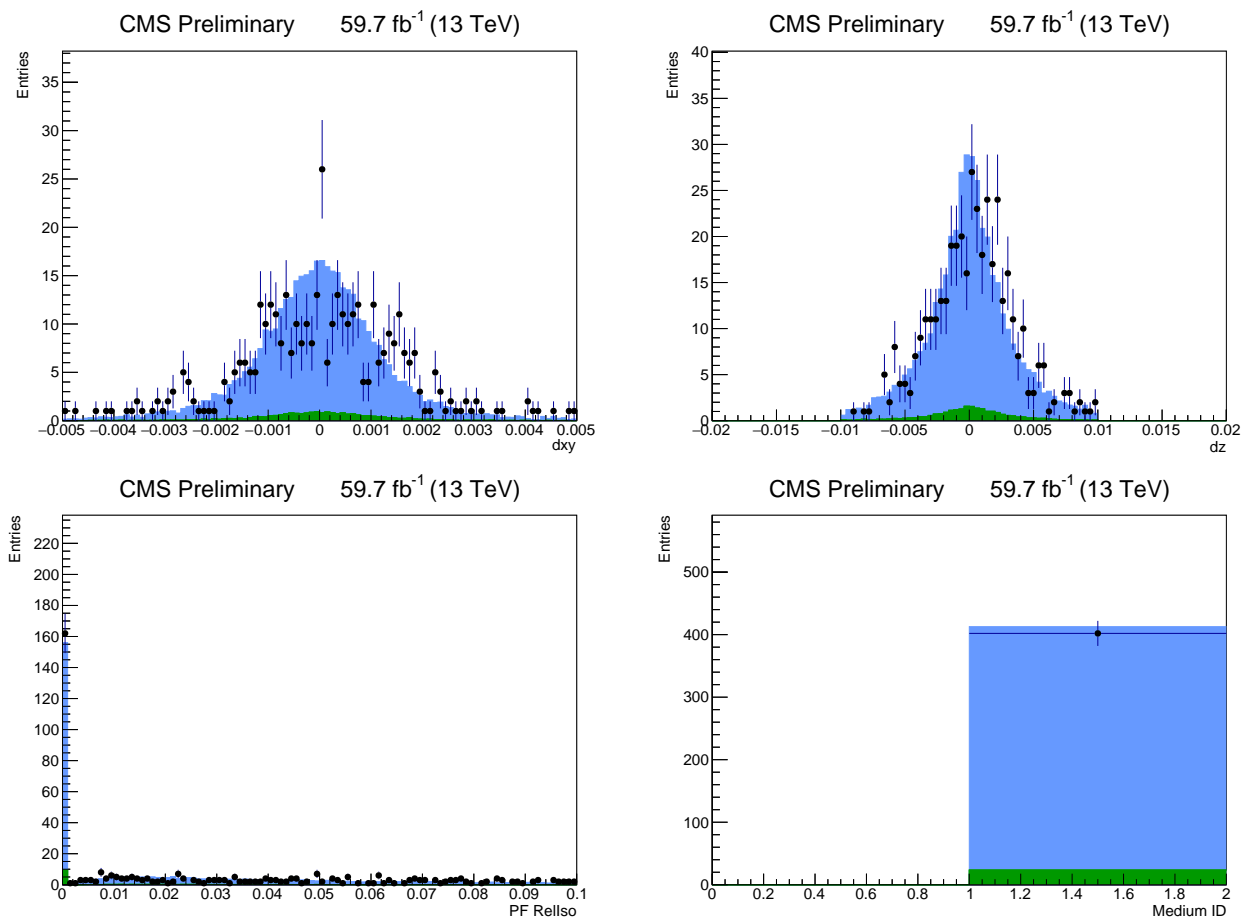 CMS Preliminary 59.7 fb⁻¹ (13 TeV)
Entries
35
30
25
20
15
10
5
0
−0.005 −0.004 −0.003 −0.002 −0.001 0 0.001 0.002 0.003 0.004 0.005
dxy
CMS Preliminary 59.7 fb⁻¹ (13 TeV)
Entries
40
35
30
25
20
15
10
5
0
−0.02 −0.015 −0.01 −0.005 0 0.005 0.01 0.015 0.02
dz
CMS Preliminary 59.7 fb⁻¹ (13 TeV)
Entries
220
200
180
160
140
120
100
80
60
40
20
0
0 0.01 0.02 0.03 0.04 0.05 0.06 0.07 0.08 0.09 0.1
PF RelIso
CMS Preliminary 59.7 fb⁻¹ (13 TeV)
Entries
500
400
300
200
100
0
0 0.2 0.4 0.6 0.8 1 1.2 1.4 1.6 1.8 2
Medium ID